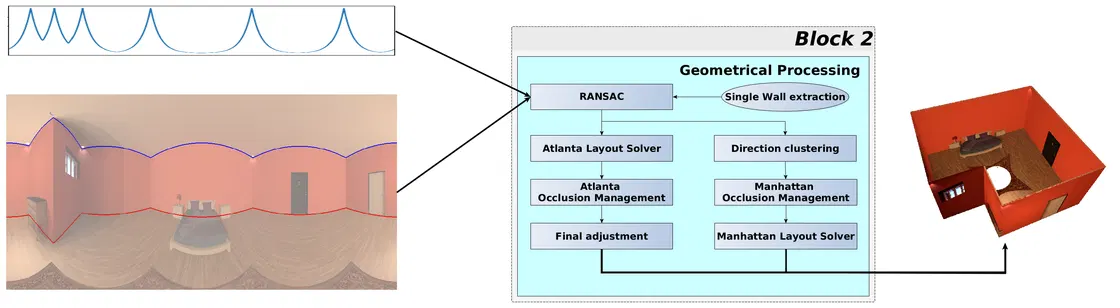 Block 2
Geometrical Processing
RANSAC
Single Wall extraction
Atlanta Layout Solver
Direction clustering
Atlanta
Occlusion Management
Manhattan
Occlusion Management
Final adjustment
Manhattan Layout Solver